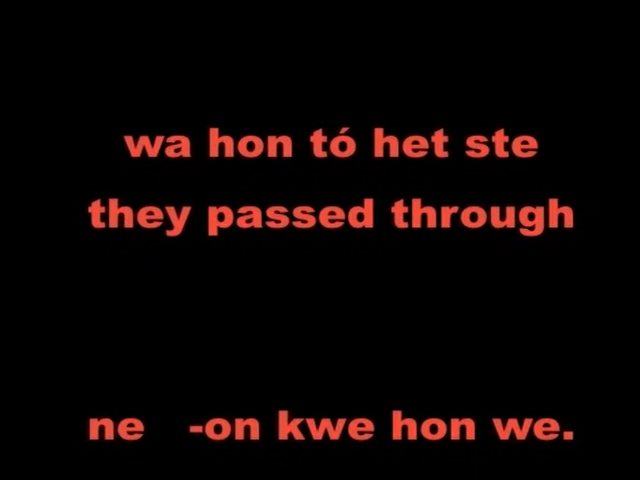 wa hon tó het ste
they passed through
ne -on kwe hon we.